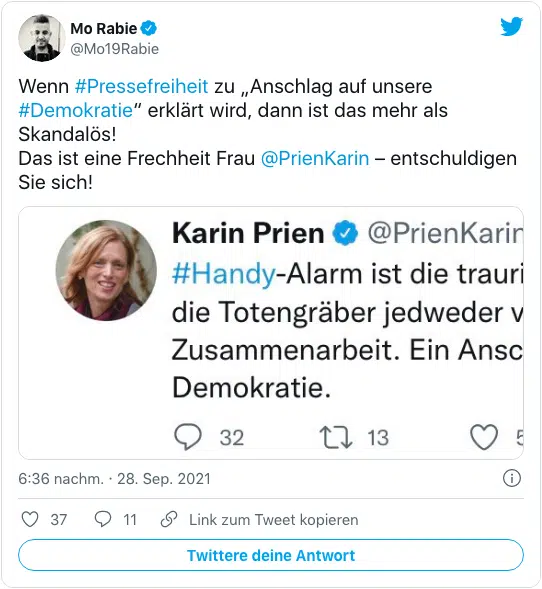 Mo Rabie
@Mo19Rabie
Wenn #Pressefreiheit zu „Anschlag auf unsere
#Demokratie“ erklärt wird, dann ist das mehr als
Skandalös!
Das ist eine Frechheit Frau @PrienKarin – entschuldigen
Sie sich!
Karin Prien @PrienKarin
#Handy-Alarm ist die trauri
die Totengräber jedweder v
Zusammenarbeit. Ein Ansc
Demokratie.
32 13 5
6:36 nachm. · 28. Sep. 2021
37 11 Link zum Tweet kopieren
Twittere deine Antwort